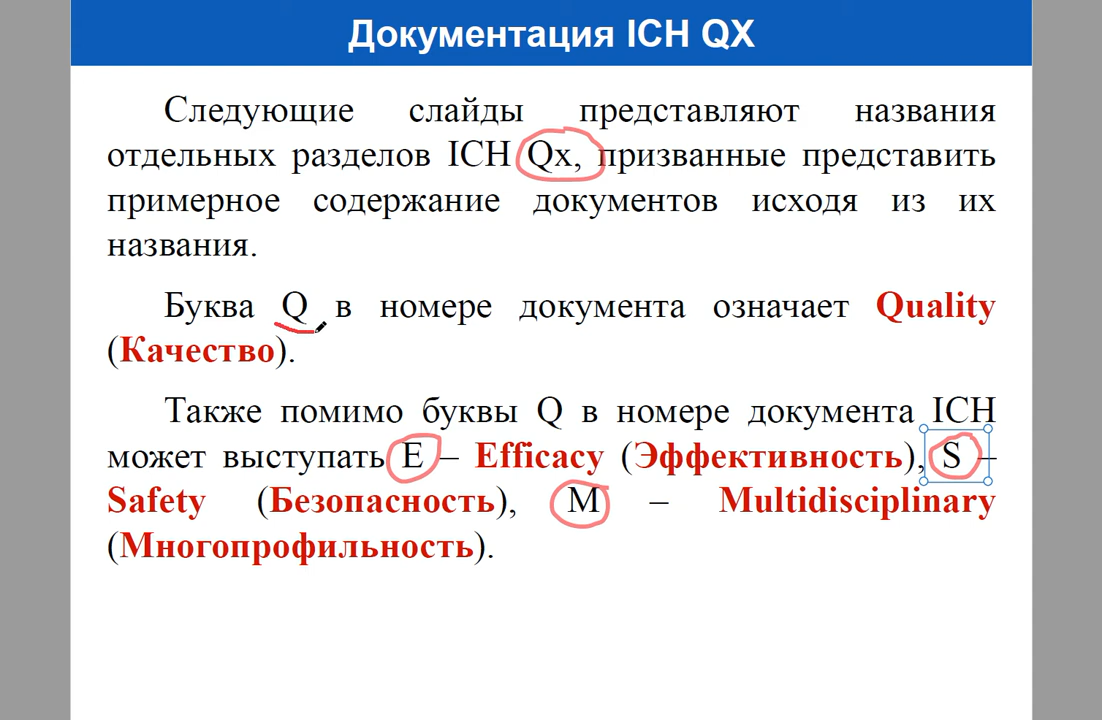 Документация ICH QX
Следующие слайды представляют названия
отдельных разделов ICH Qx, призванные представить
примерное содержание документов исходя из их
названия.
Буква Q в номере документа означает Quality
(Качество).
Также помимо буквы Q в номере документа ICH
может выступать E – Efficacy (Эффективность), S –
Safety (Безопасность), M – Multidisciplinary
(Многопрофильность).